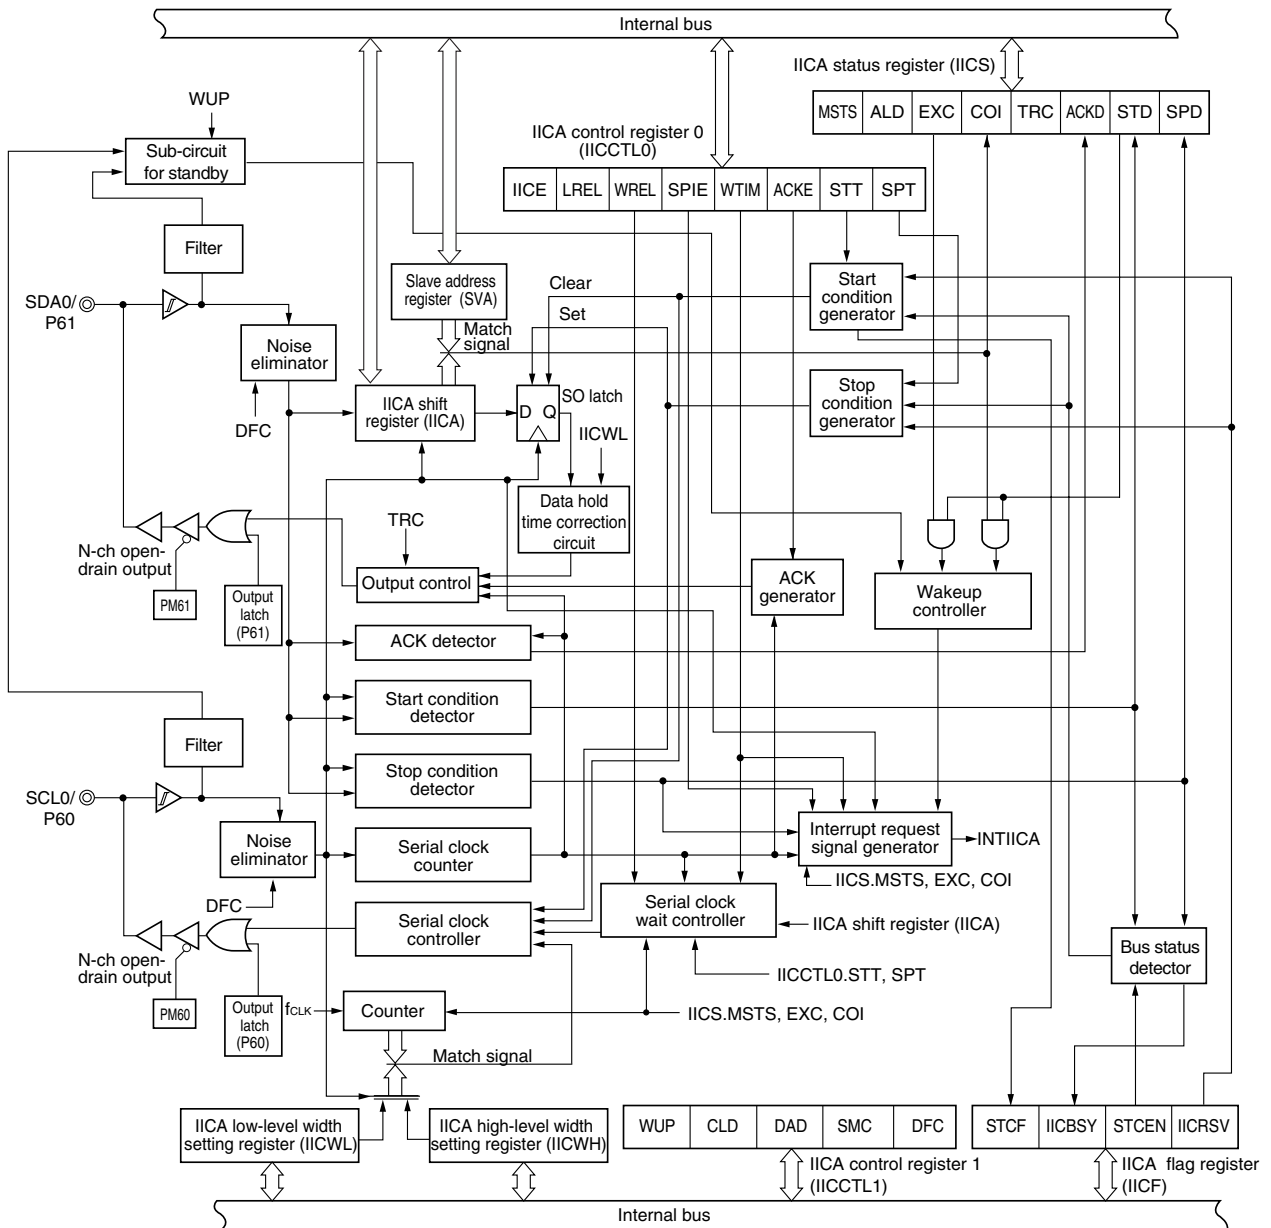 Internal bus
IICA status register (IICS)
MSTS ALD EXC COI TRC ACKD STD SPD
WUP
Sub-circuit
for standby
IICA control register 0
(IICCTL0)
IICE LREL WREL SPIE WTIM ACKE STT SPT
Filter
SDA0/
P61
Slave address
register (SVA)
Clear
Set
Start
condition
generator
Match
signal
Noise
eliminator
DFC
IICA shift
register (IICA)
D Q
SO latch
IICWL
Stop
condition
generator
Data hold
time correction
circuit
TRC
N-ch open-
drain output
PM61
Output
latch
(P61)
Output control
ACK
generator
Wakeup
controller
ACK detector
Start condition
detector
Filter
Stop condition
detector
SCL0/
P60
Noise
eliminator
DFC
Serial clock
counter
Interrupt request
signal generator
INTIICA
IICS.MSTS, EXC, COI
Serial clock
wait controller
IICA shift register (IICA)
Serial clock
controller
N-ch open-
drain output
PM60
Output
latch
(P60)
IICCTL0.STT, SPT
Bus status
detector
fCLK
Counter
IICS.MSTS, EXC, COI
Match signal
IICA low-level width
setting register (IICWL)
IICA high-level width
setting register (IICWH)
WUP CLD DAD SMC DFC
STCF IICBSY STCEN IICRSV
IICA control register 1
(IICCTL1)
IICA flag register
(IICF)
Internal bus